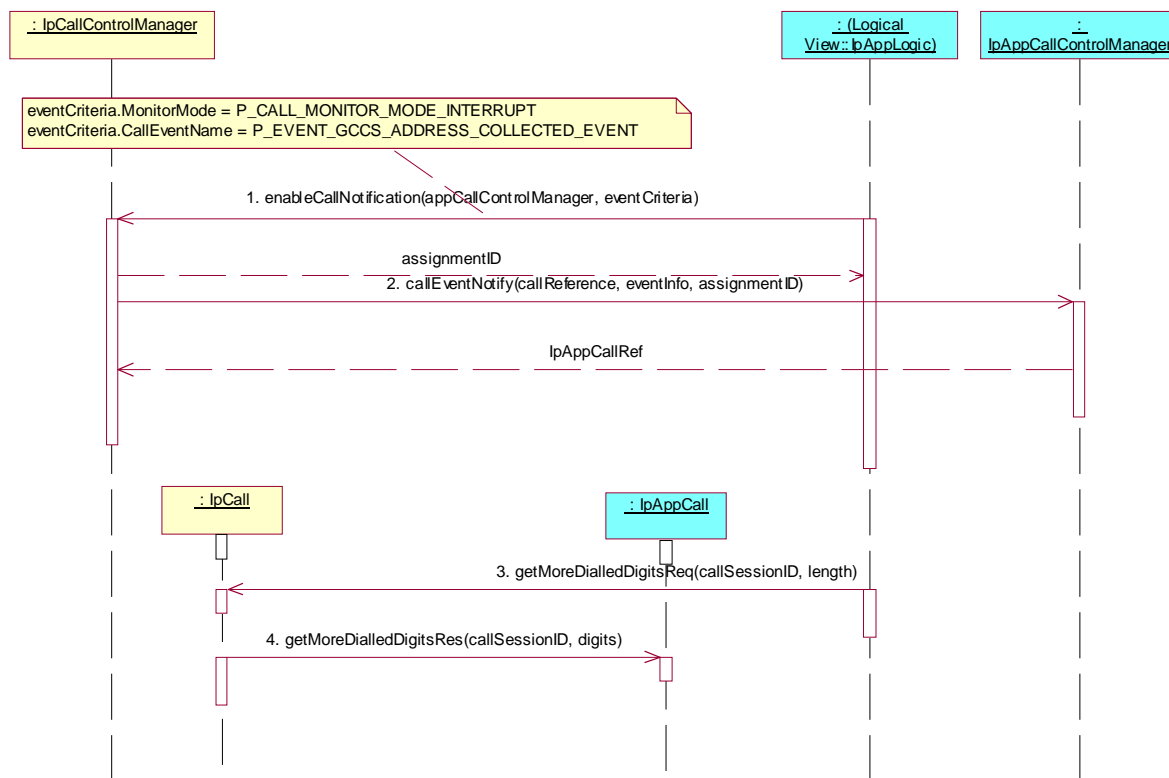 : IpCallControlManager
: (Logical
View::IpAppLogic)
:
IpAppCallControlManager
eventCriteria.MonitorMode = P_CALL_MONITOR_MODE_INTERRUPT
eventCriteria.CallEventName = P_EVENT_GCCS_ADDRESS_COLLECTED_EVENT
1. enableCallNotification(appCallControlManager, eventCriteria)
assignmentID
2. callEventNotify(callReference, eventInfo, assignmentID)
IpAppCallRef
: IpCall
: IpAppCall
3. getMoreDialledDigitsReq(callSessionID, length)
4. getMoreDialledDigitsRes(callSessionID, digits)